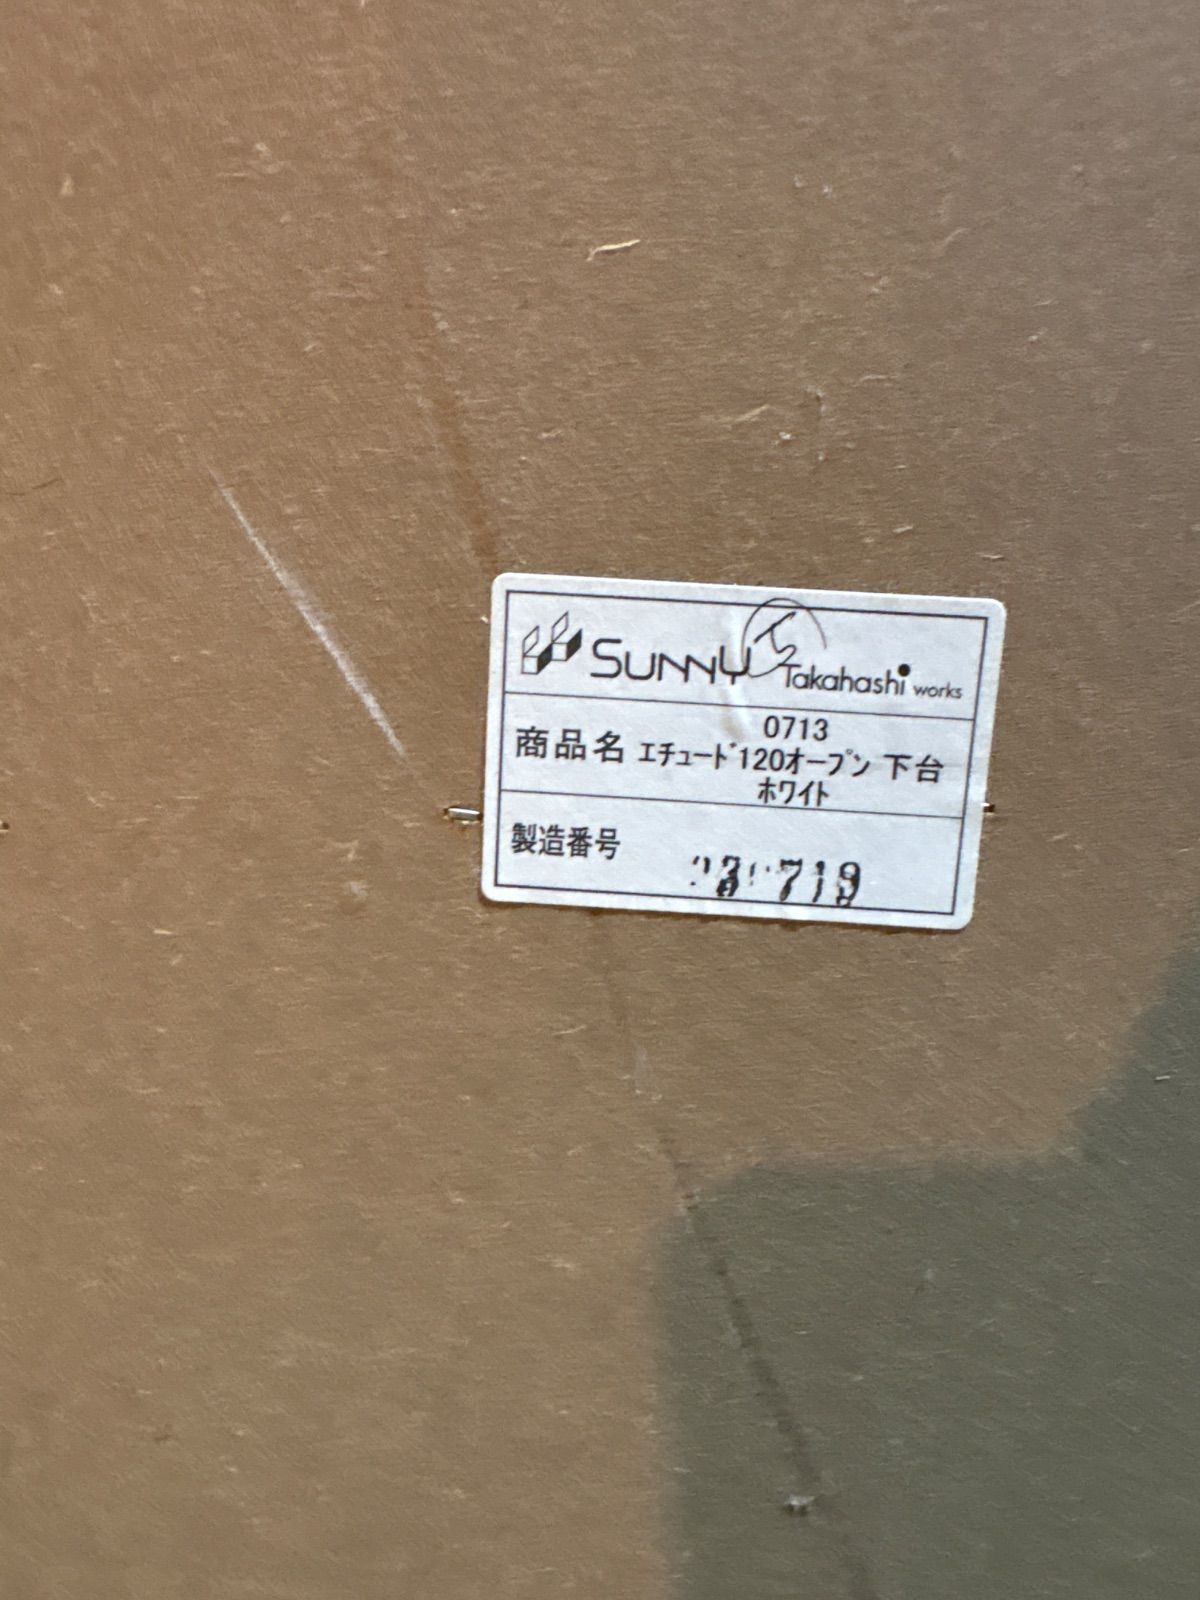 SUNNY Takahashi works
0713
商品名 エチュード120オープン 下台
ホワイト
製造番号